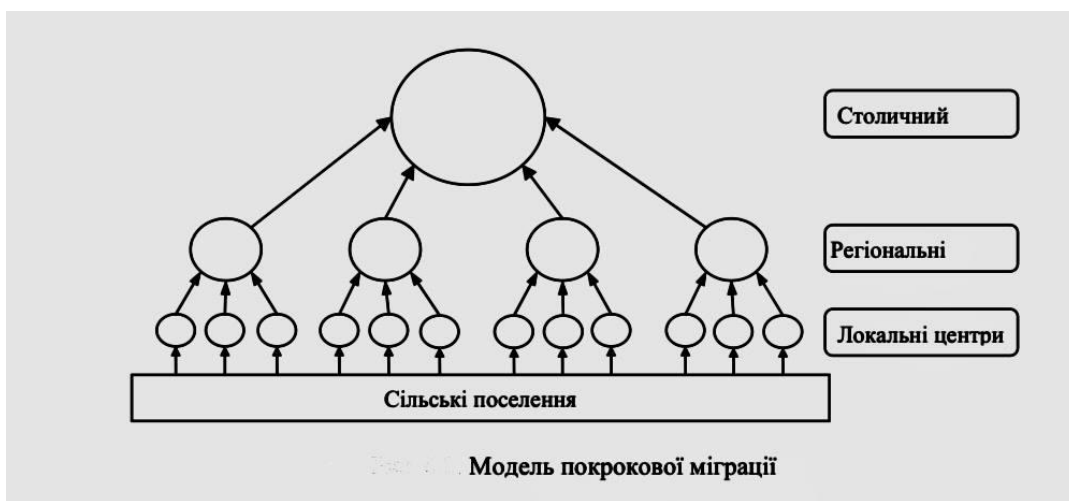 Столичний
Регіональні
Локальні центри
Сільські поселення
Модель покрокової міграції